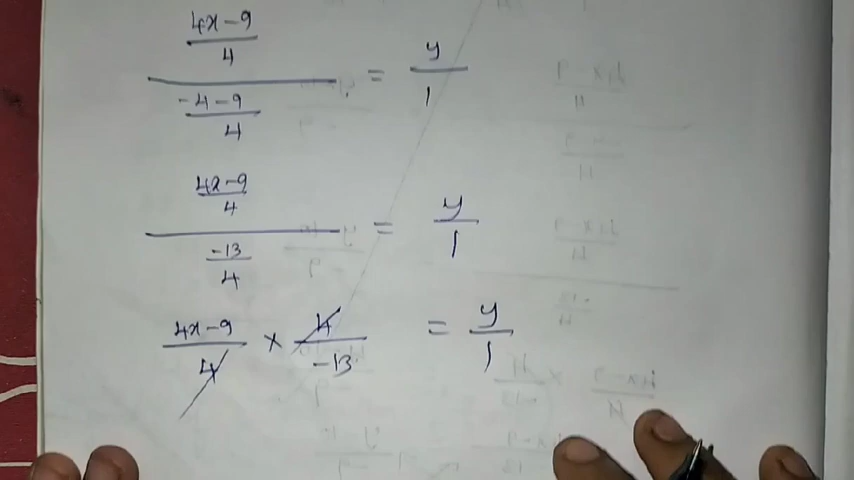 4x-9
4
= y
1
-4-9
4
4x-9
4
= y
1
-13
4
4x-9 × 4 = y
4 -13 1